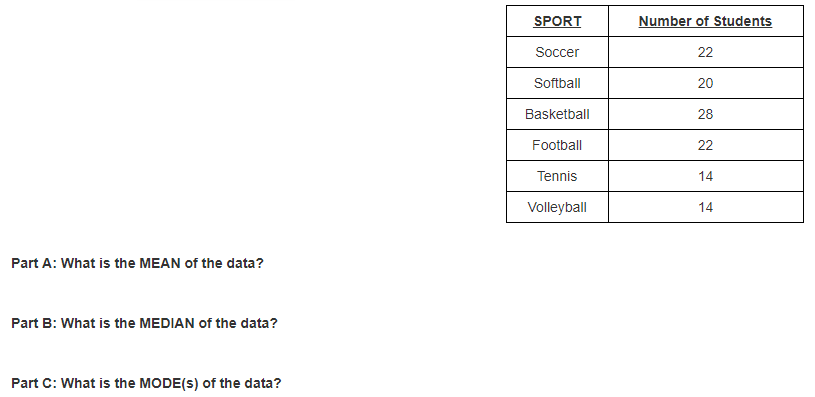 SPORT Number of Students
Soccer 22
Softball 20
Basketball 28
Football 22
Tennis 14
Volleyball 14
Part A: What is the MEAN of the data?
Part B: What is the MEDIAN of the data?
Part C: What is the MODE(s) of the data?